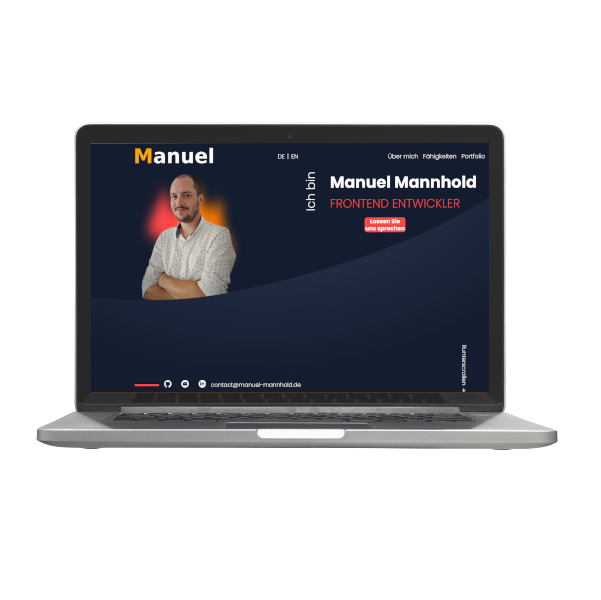 Manuel
DE | EN
Über mich Fähigkeiten Portfolio
Ich bin
Manuel Mannhold
FRONTEND ENTWICKLER
Lassen Sie
uns sprechen
Runterscrollen →
contact@manuel-mannhold.de